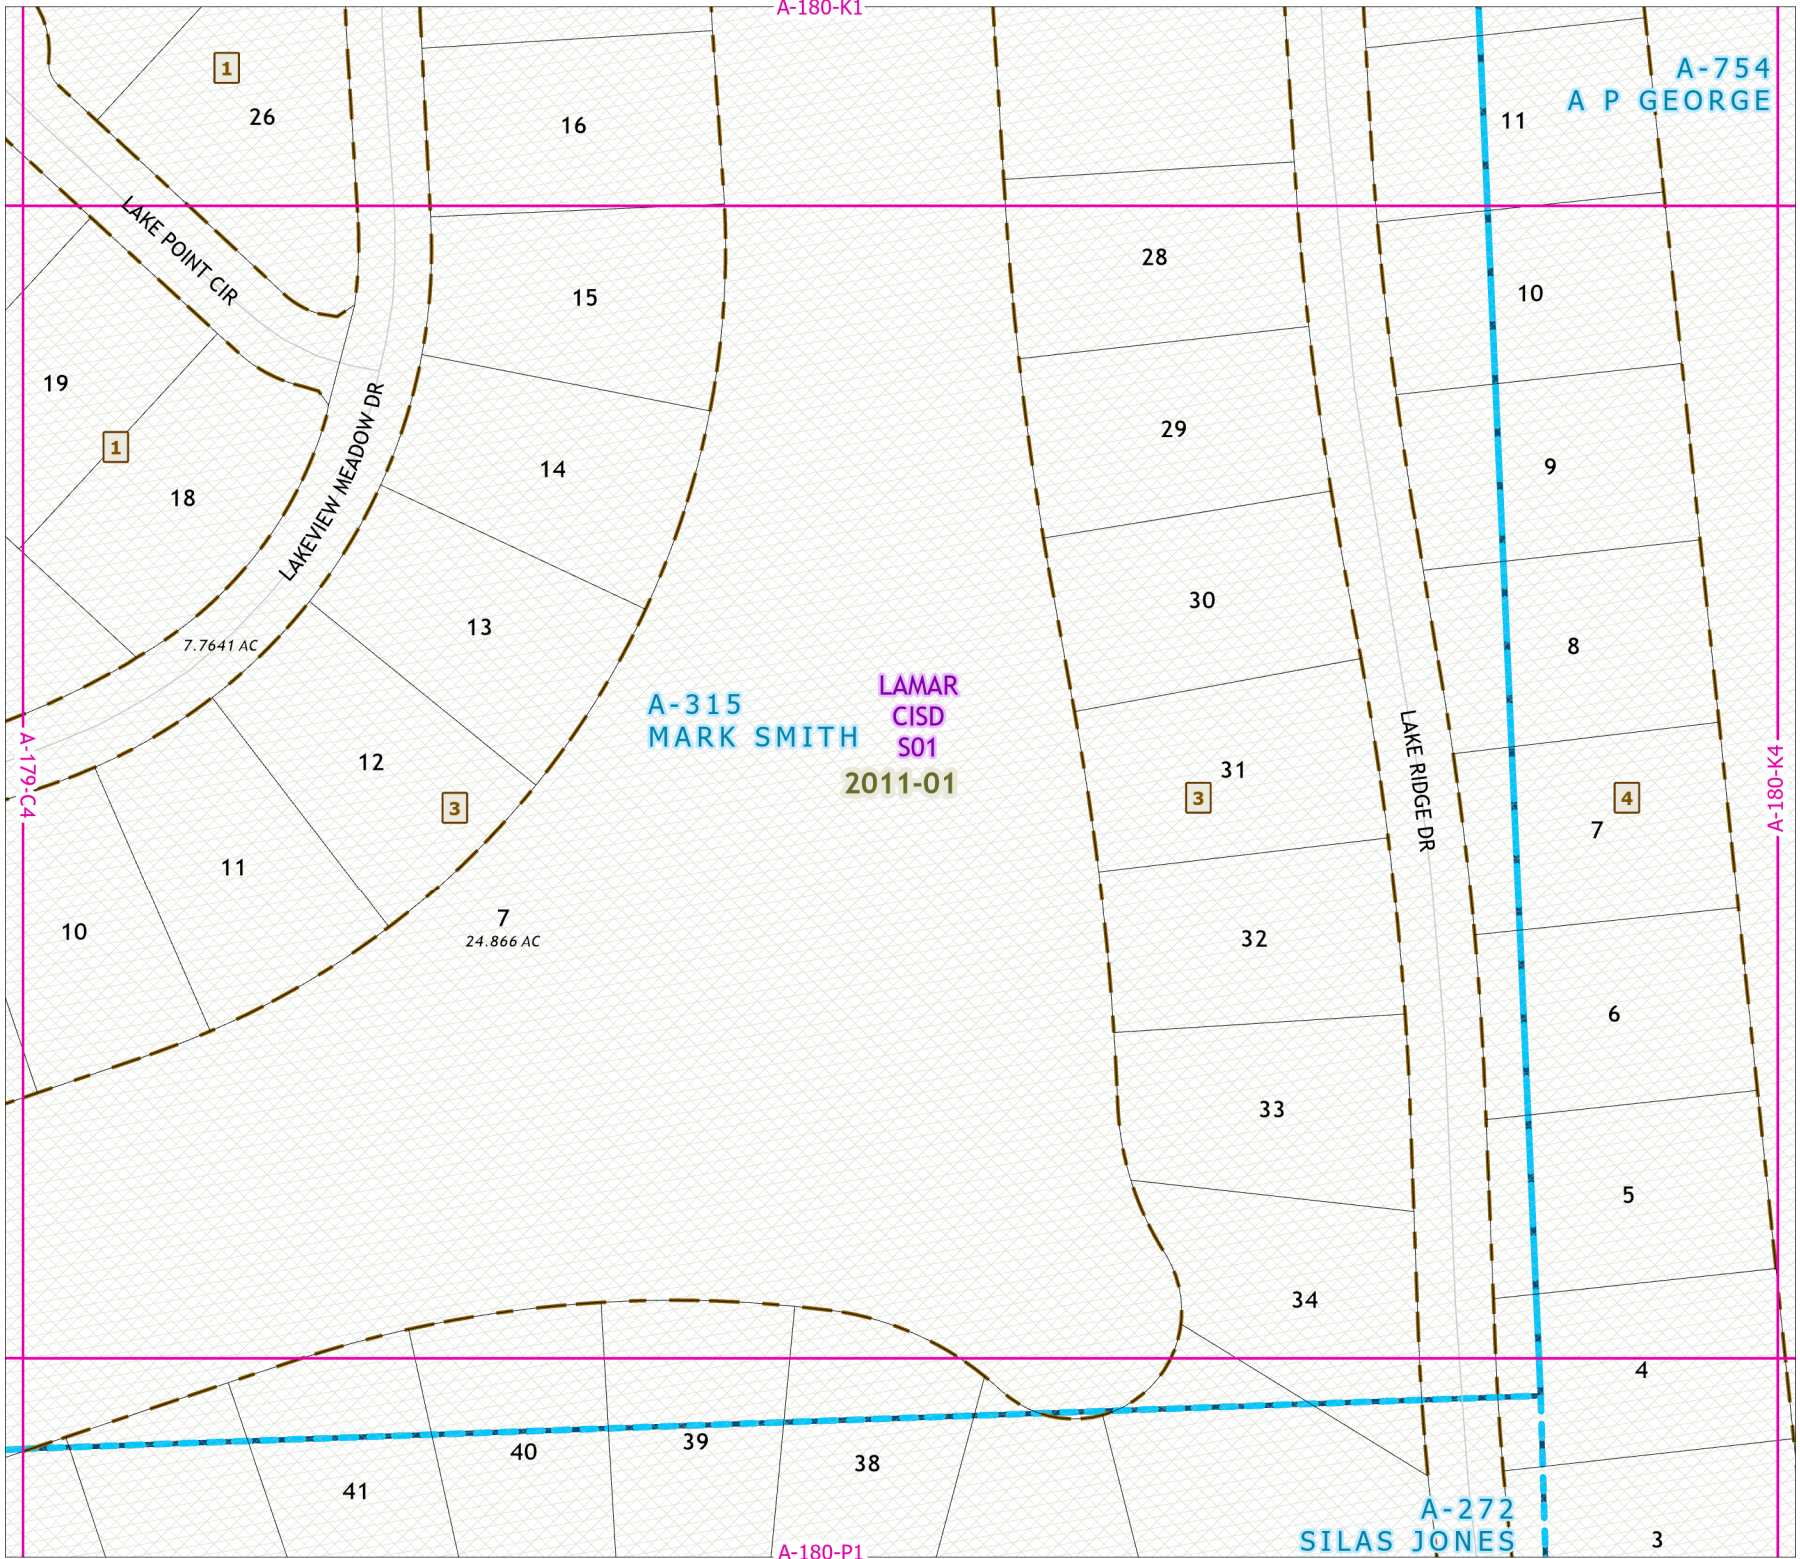 A-180-K1
1
26
16
A-754
A P GEORGE
11
LAKE POINT CIR
28
15
10
19
LAKEVIEW MEADOW DR
29
1
14
9
18
30
13
8
7.7641 AC
A-315
MARK SMITH
LAMAR
CISD
S01
2011-01
A-179-C4
12
3
31
3
LAKE RIDGE DR
4
7
A-180-K4
11
10
7
24.866 AC
32
6
33
5
34
4
40
39
38
41
A-272
SILAS JONES
3
A-180-P1